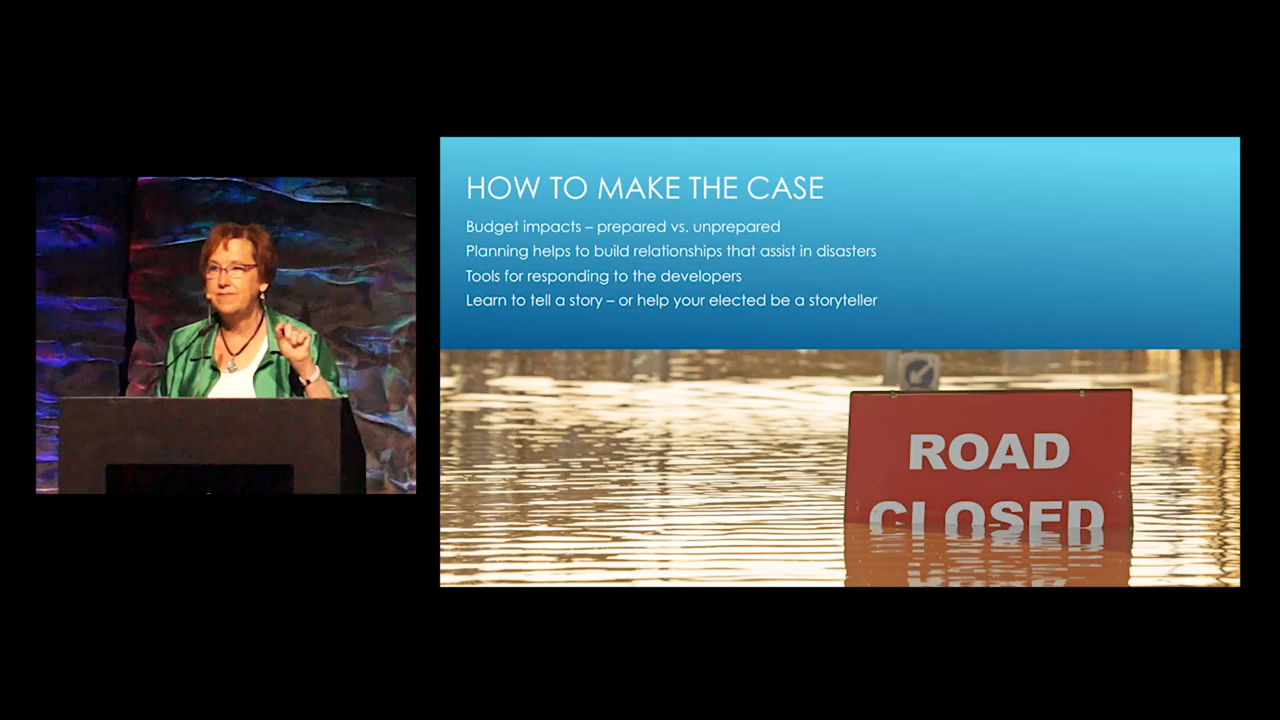 HOW TO MAKE THE CASE
Budget impacts – prepared vs. unprepared
Planning helps to build relationships that assist in disasters
Tools for responding to the developers
Learn to tell a story – or help your elected be a storyteller
ROAD
CLOSED